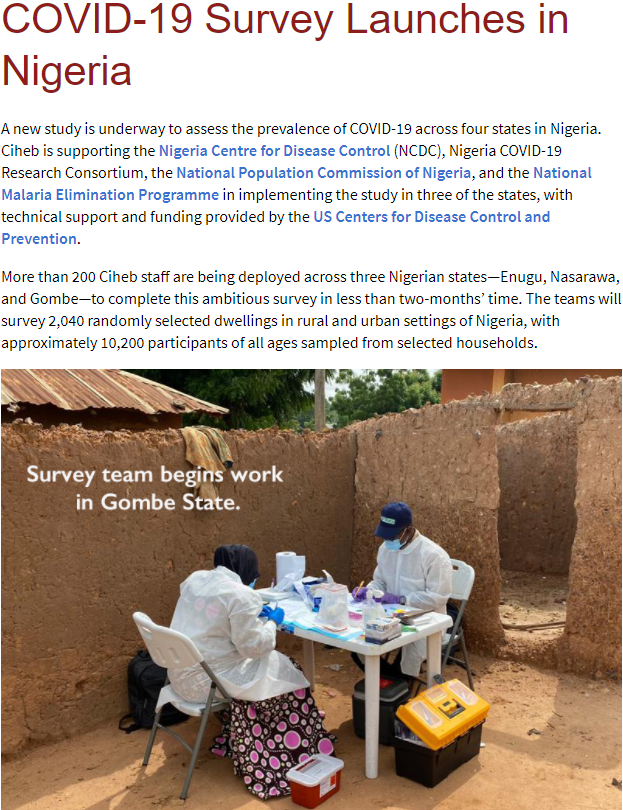 COVID-19 Survey Launches in
Nigeria
A new study is underway to assess the prevalence of COVID-19 across four states in Nigeria.
Ciheb is supporting the Nigeria Centre for Disease Control (NCDC), Nigeria COVID-19
Research Consortium, the National Population Commission of Nigeria, and the National
Malaria Elimination Programme in implementing the study in three of the states, with
technical support and funding provided by the US Centers for Disease Control and
Prevention.
More than 200 Ciheb staff are being deployed across three Nigerian states—Enugu, Nasarawa,
and Gombe—to complete this ambitious survey in less than two-months’ time. The teams will
survey 2,040 randomly selected dwellings in rural and urban settings of Nigeria, with
approximately 10,200 participants of all ages sampled from selected households.
Survey team begins work
in Gombe State.